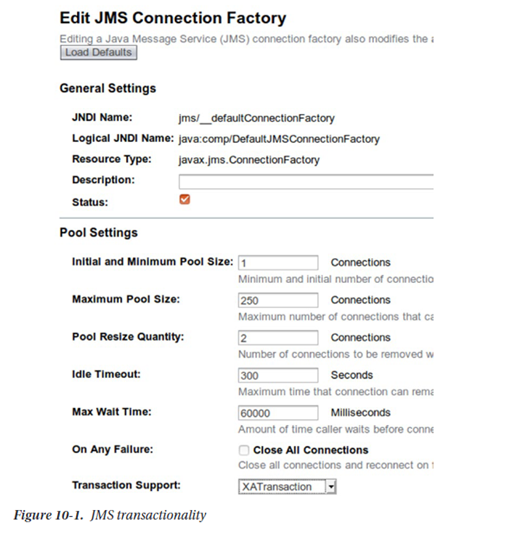 Edit JMS Connection Factory
Editing a Java Message Service (JMS) connection factory also modifies the
Load Defaults
General Settings
JNDI Name: jms/__defaultConnectionFactory
Logical JNDI Name: java:comp/DefaultJMSConnectionFactory
Resource Type: javax.jms.ConnectionFactory
Description:
Status:
Pool Settings
Initial and Minimum Pool Size: 1 Connections
Minimum and initial number of connectio
Maximum Pool Size: 250 Connections
Maximum number of connections that ca
Pool Resize Quantity: 2 Connections
Number of connections to be removed w
Idle Timeout: 300 Seconds
Maximum time that connection can rema
Max Wait Time: 60000 Milliseconds
Amount of time caller waits before conne
On Any Failure: Close All Connections
Close all connections and reconnect on
Transaction Support: XATransaction
Figure 10-1. JMS transactionality